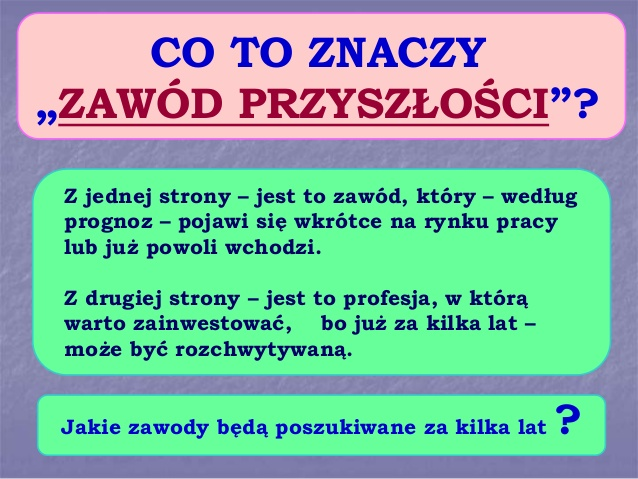 CO TO ZNACZY
„ZAWÓD PRZYSZŁOŚCI”?
Z jednej strony – jest to zawód, który – według
prognoz – pojawi się wkrótce na rynku pracy
lub już powoli wchodzi.
Z drugiej strony – jest to profesja, w którą
warto zainwestować, bo już za kilka lat –
może być rozchwytywaną.
Jakie zawody będą poszukiwane za kilka lat ?